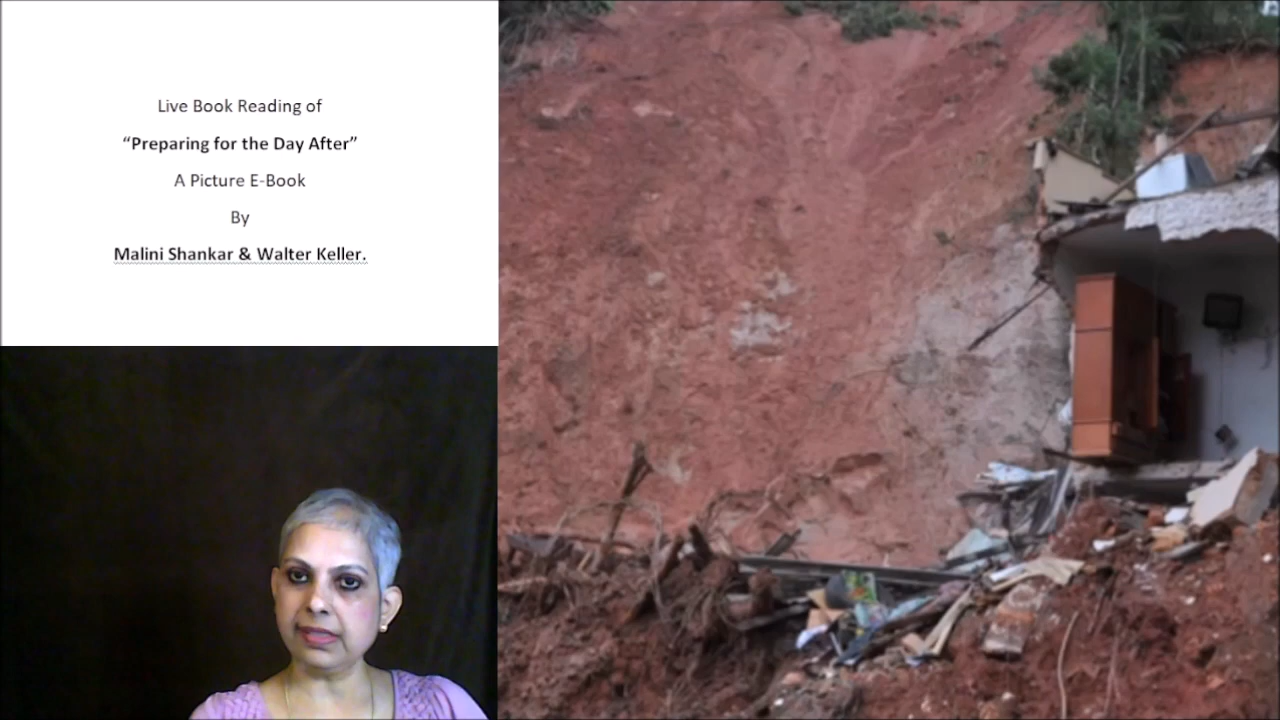 Live Book Reading of
“Preparing for the Day After”
A Picture E-Book
By
Malini Shankar & Walter Keller.